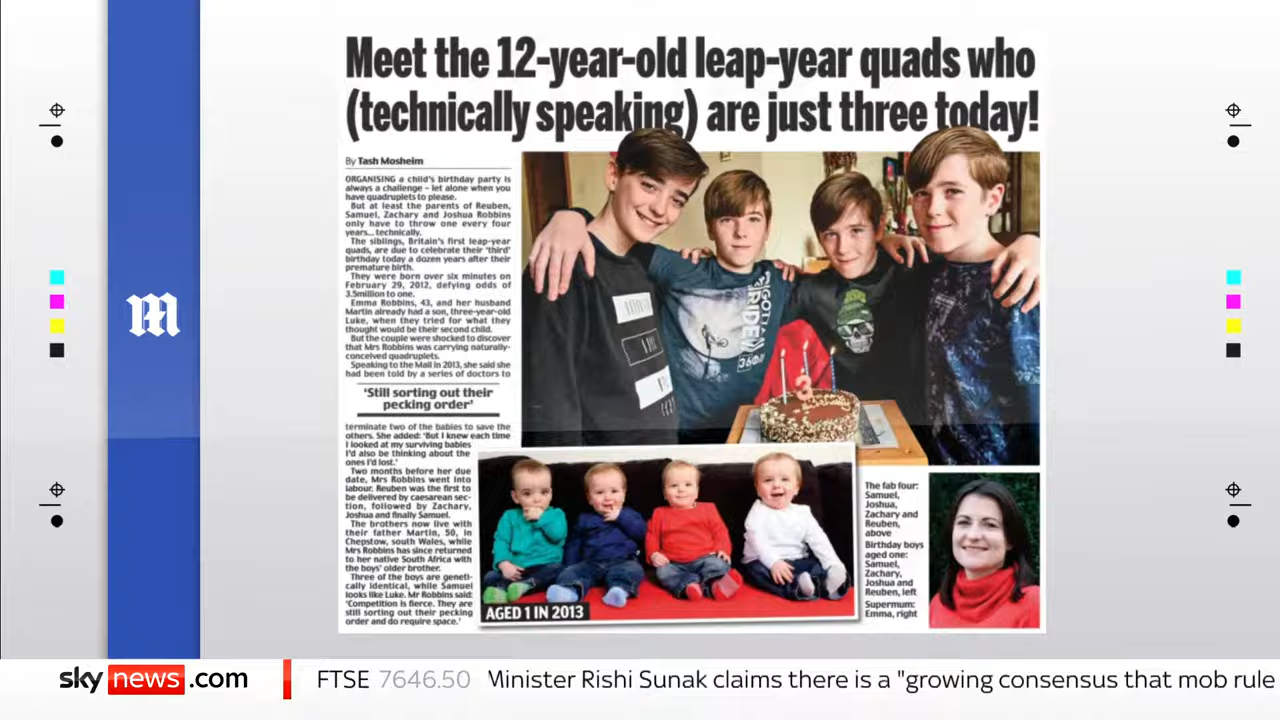 Meet the 12-year-old leap-year quads who
(technically speaking) are just three today!
By Tash Mosheim
ORGANISING a child's birthday party is
always a challenge – let alone when you
have quadruplets to please.
But at least the parents of Reuben,
Samuel, Zachary and Joshua Robbins
only have to throw one every four
years... technically.
The siblings, Britain's first leap-year
quads, are due to celebrate their 'third'
birthday today a dozen years after their
premature birth.
They were born over six minutes on
February 29, 2012, defying odds of
3.5million to one.
Emma Robbins, 43, and her husband
Martin already had a son, three-year-old
Luke, when they tried for what they
thought would be their second child.
But the couple were shocked to discover
that Mrs Robbins was carrying naturally-
conceived quadruplets.
Speaking to the Mail in 2013, she said she
had been told by a series of doctors to
'Still sorting out their
pecking order'
terminate two of the babies to save the
others. She added: 'But I knew each time
I looked at my surviving babies
I'd also be thinking about the
ones I'd lost.'
Two months before her due
date, Mrs Robbins went into
labour. Reuben was the first to
be delivered by caesarean sec-
tion, followed by Zachary,
Joshua and finally Samuel.
The brothers now live with
their father Martin, 50, in
Chepstow, south Wales, while
Mrs Robbins has since returned
to her native South Africa with
the boys' older brother.
Three of the boys are geneti-
cally identical, while Samuel
looks like Luke. Mr Robbins said:
'Competition is fierce. They are
still sorting out their pecking
order and do require space.'
3
AGED 1 IN 2013
The fab four:
Samuel,
Joshua,
Zachary and
Reuben,
above
Birthday boys
aged one:
Samuel,
Zachary,
Joshua and
Reuben, left
Supermum:
Emma, right
M
sky news.com
FTSE 7646.50 Minister Rishi Sunak claims there is a "growing consensus that mob rule